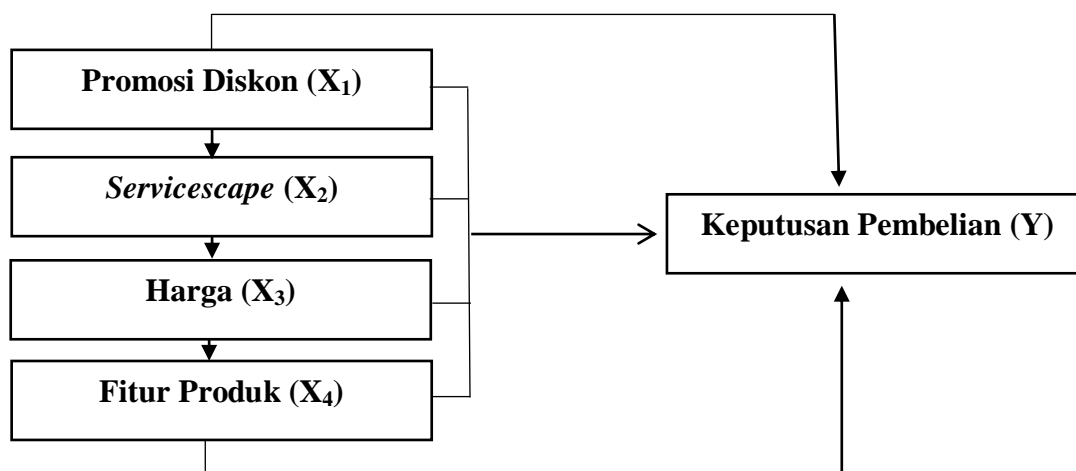 Promosi Diskon (X₁)
Servicescape (X₂)
Keputusan Pembelian (Y)
Harga (X₃)
Fitur Produk (X₄)